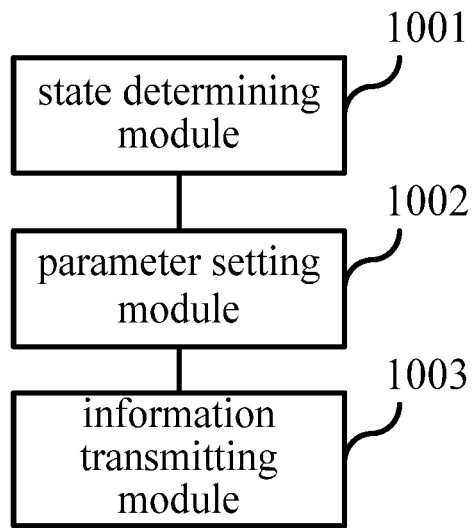 1001
state determining
module
1002
parameter setting
module
1003
information
transmitting
module